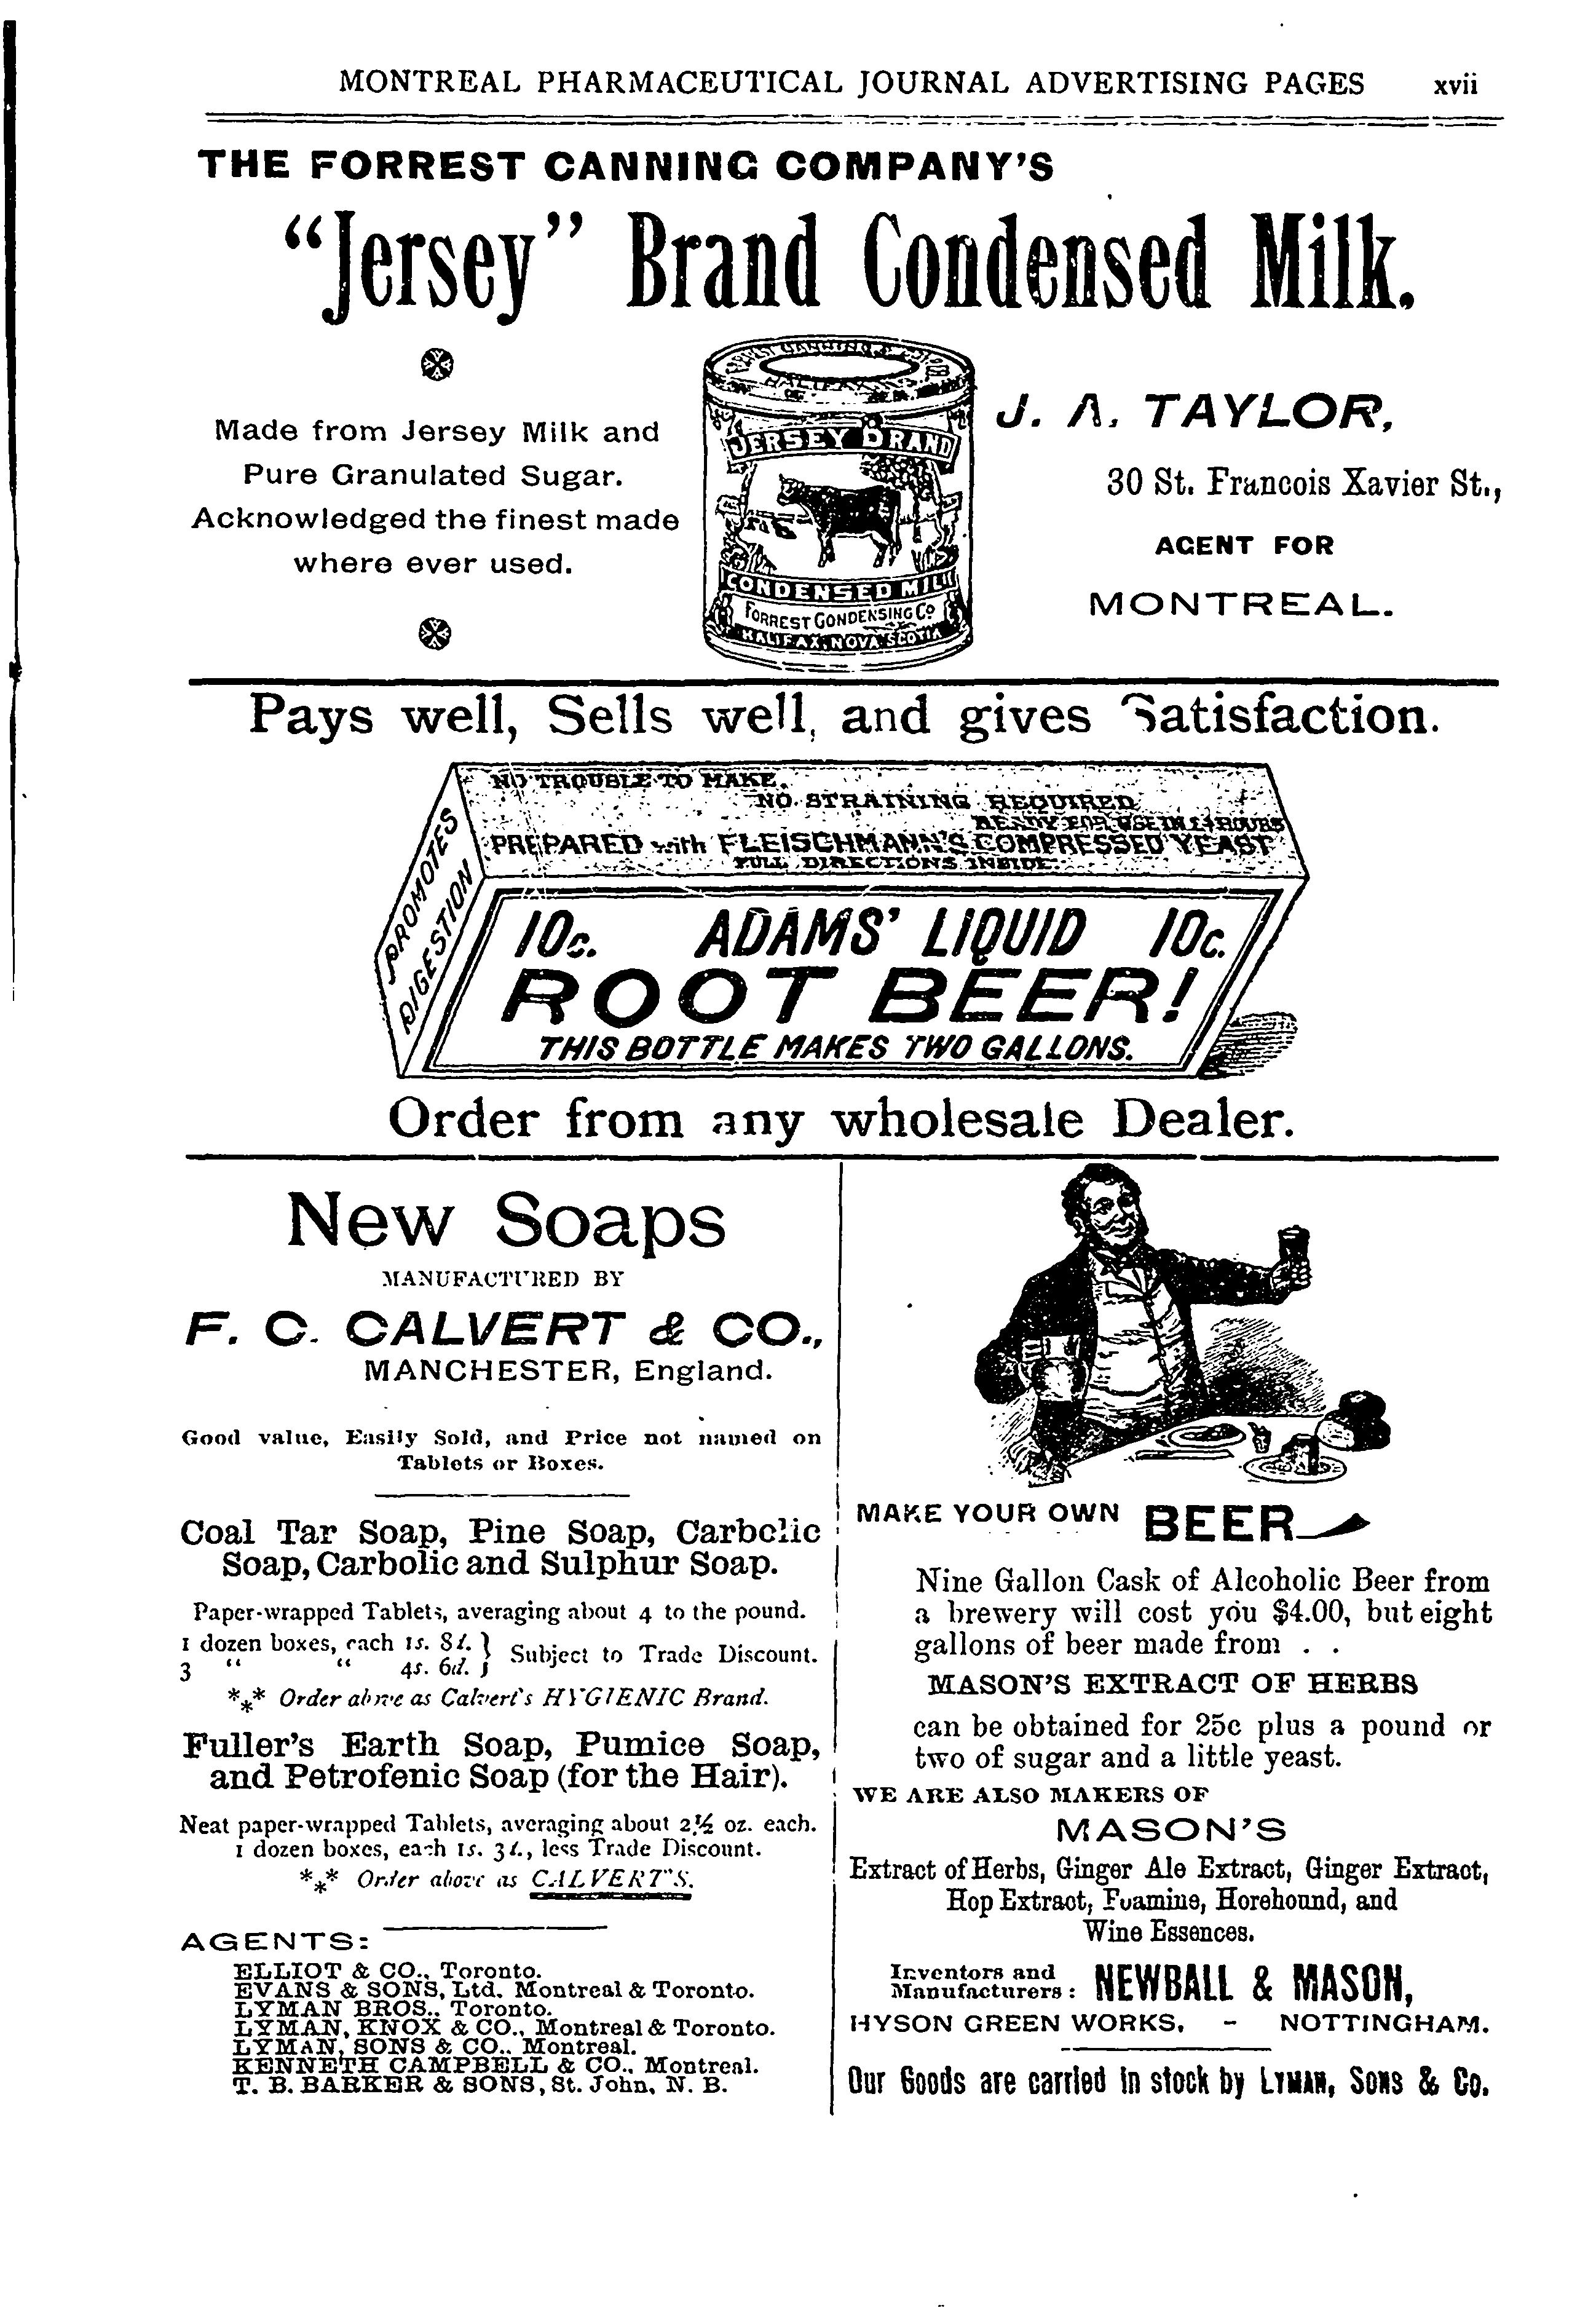 MONTREAL PHARMACEUTICAL JOURNAL ADVERTISING PAGES xvii
THE FORREST CANNING COMPANY'S
"Jersey" Brand Condensed Milk.
Made from Jersey Milk and
Pure Granulated Sugar.
Acknowledged the finest made
where ever used.
JERSEY BRAND
CONDENSED MILK
FORREST CONDENSING Co
HALIFAX, NOVA SCOTIA
J. A. TAYLOR,
30 St. Francois Xavier St.,
AGENT FOR
MONTREAL.
Pays well, Sells well, and gives Satisfaction.
NO TROUBLE TO MAKE.
NO STRAINING REQUIRED
READY FOR USE IN 24 HOURS
PREPARED with FLEISCHMANN'S COMPRESSED YEAST
FULL DIRECTIONS INSIDE
PROMOTES
DIGESTION
10c. ADAMS' LIQUID 10c.
ROOT BEER!
THIS BOTTLE MAKES TWO GALLONS.
Order from any wholesale Dealer.
New Soaps
MANUFACTURED BY
F. C. CALVERT & CO.,
MANCHESTER, England.
Good value, Easily Sold, and Price not named on
Tablets or Boxes.
Coal Tar Soap, Pine Soap, Carbolic
Soap, Carbolic and Sulphur Soap.
Paper-wrapped Tablets, averaging about 4 to the pound.
1 dozen boxes, each 1s. 8d. } Subject to Trade Discount.
3 " " 4s. 6d. }
*** Order above as Calvert's HYGIENIC Brand.
Fuller's Earth Soap, Pumice Soap,
and Petrofenic Soap (for the Hair).
Neat paper-wrapped Tablets, averaging about 2½ oz. each.
1 dozen boxes, each 1s. 3d., less Trade Discount.
*** Order above as CALVERT'S.
AGENTS:
ELLIOT & CO., Toronto.
EVANS & SONS, Ltd. Montreal & Toronto.
LYMAN BROS., Toronto.
LYMAN, KNOX & CO., Montreal & Toronto.
LYMAN, SONS & CO.. Montreal.
KENNETH CAMPBELL & CO.. Montreal.
T. B. BARKER & SONS, St. John, N. B.
MAKE YOUR OWN BEER
Nine Gallon Cask of Alcoholic Beer from
a brewery will cost you $4.00, but eight
gallons of beer made from . .
MASON'S EXTRACT OF HERBS
can be obtained for 25c plus a pound or
two of sugar and a little yeast.
WE ARE ALSO MAKERS OF
MASON'S
Extract of Herbs, Ginger Ale Extract, Ginger Extract,
Hop Extract, Foamine, Horehound, and
Wine Essences.
Inventors and
Manufacturers: NEWBALL & MASON,
HYSON GREEN WORKS, - NOTTINGHAM.
Our Goods are carried in stock by LYMAN, SONS & Co.